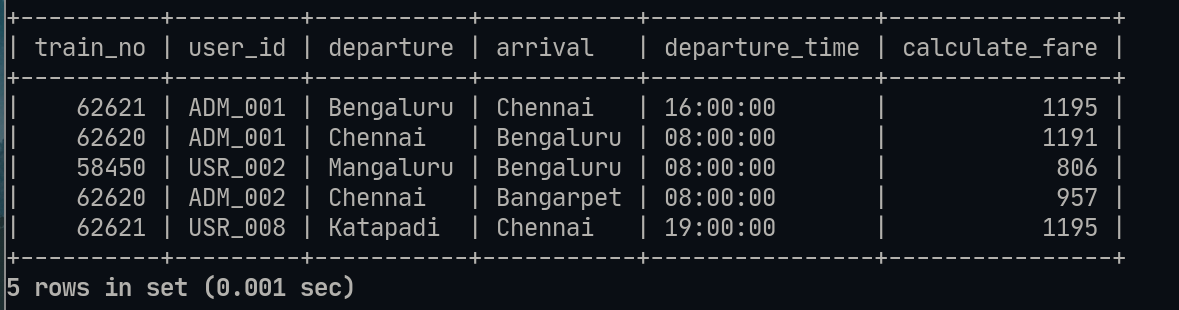 +----------+---------+-----------+-----------+----------------+----------------+
| train_no | user_id | departure | arrival   | departure_time | calculate_fare |
+----------+---------+-----------+-----------+----------------+----------------+
|    62621 | ADM_001 | Bengaluru | Chennai   | 16:00:00       |           1195 |
|    62620 | ADM_001 | Chennai   | Bengaluru | 08:00:00       |           1191 |
|    58450 | USR_002 | Mangaluru | Bengaluru | 08:00:00       |            806 |
|    62620 | ADM_002 | Chennai   | Bangarpet | 08:00:00       |            957 |
|    62621 | USR_008 | Katapadi  | Chennai   | 19:00:00       |           1195 |
+----------+---------+-----------+-----------+----------------+----------------+
5 rows in set (0.001 sec)